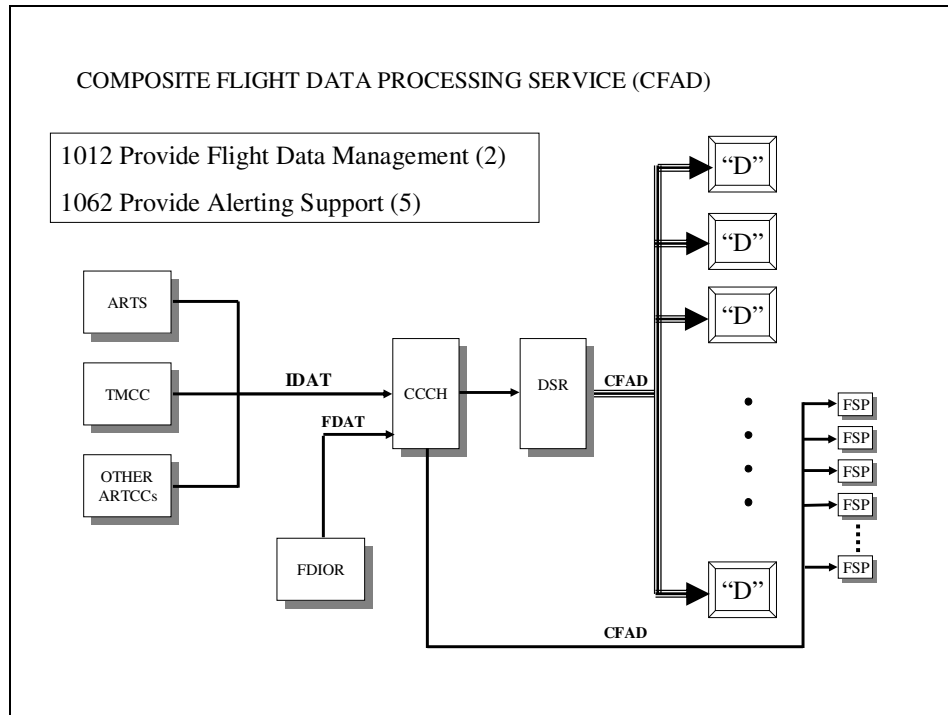 COMPOSITE FLIGHT DATA PROCESSING SERVICE (CFAD)
1012 Provide Flight Data Management (2)
1062 Provide Alerting Support (5)
“D”
“D”
“D”
ARTS
TMCC
OTHER
ARTCCs
IDAT
FDAT
FDIOR
CCCH
DSR
CFAD
FSP
FSP
FSP
FSP
FSP
“D”
CFAD